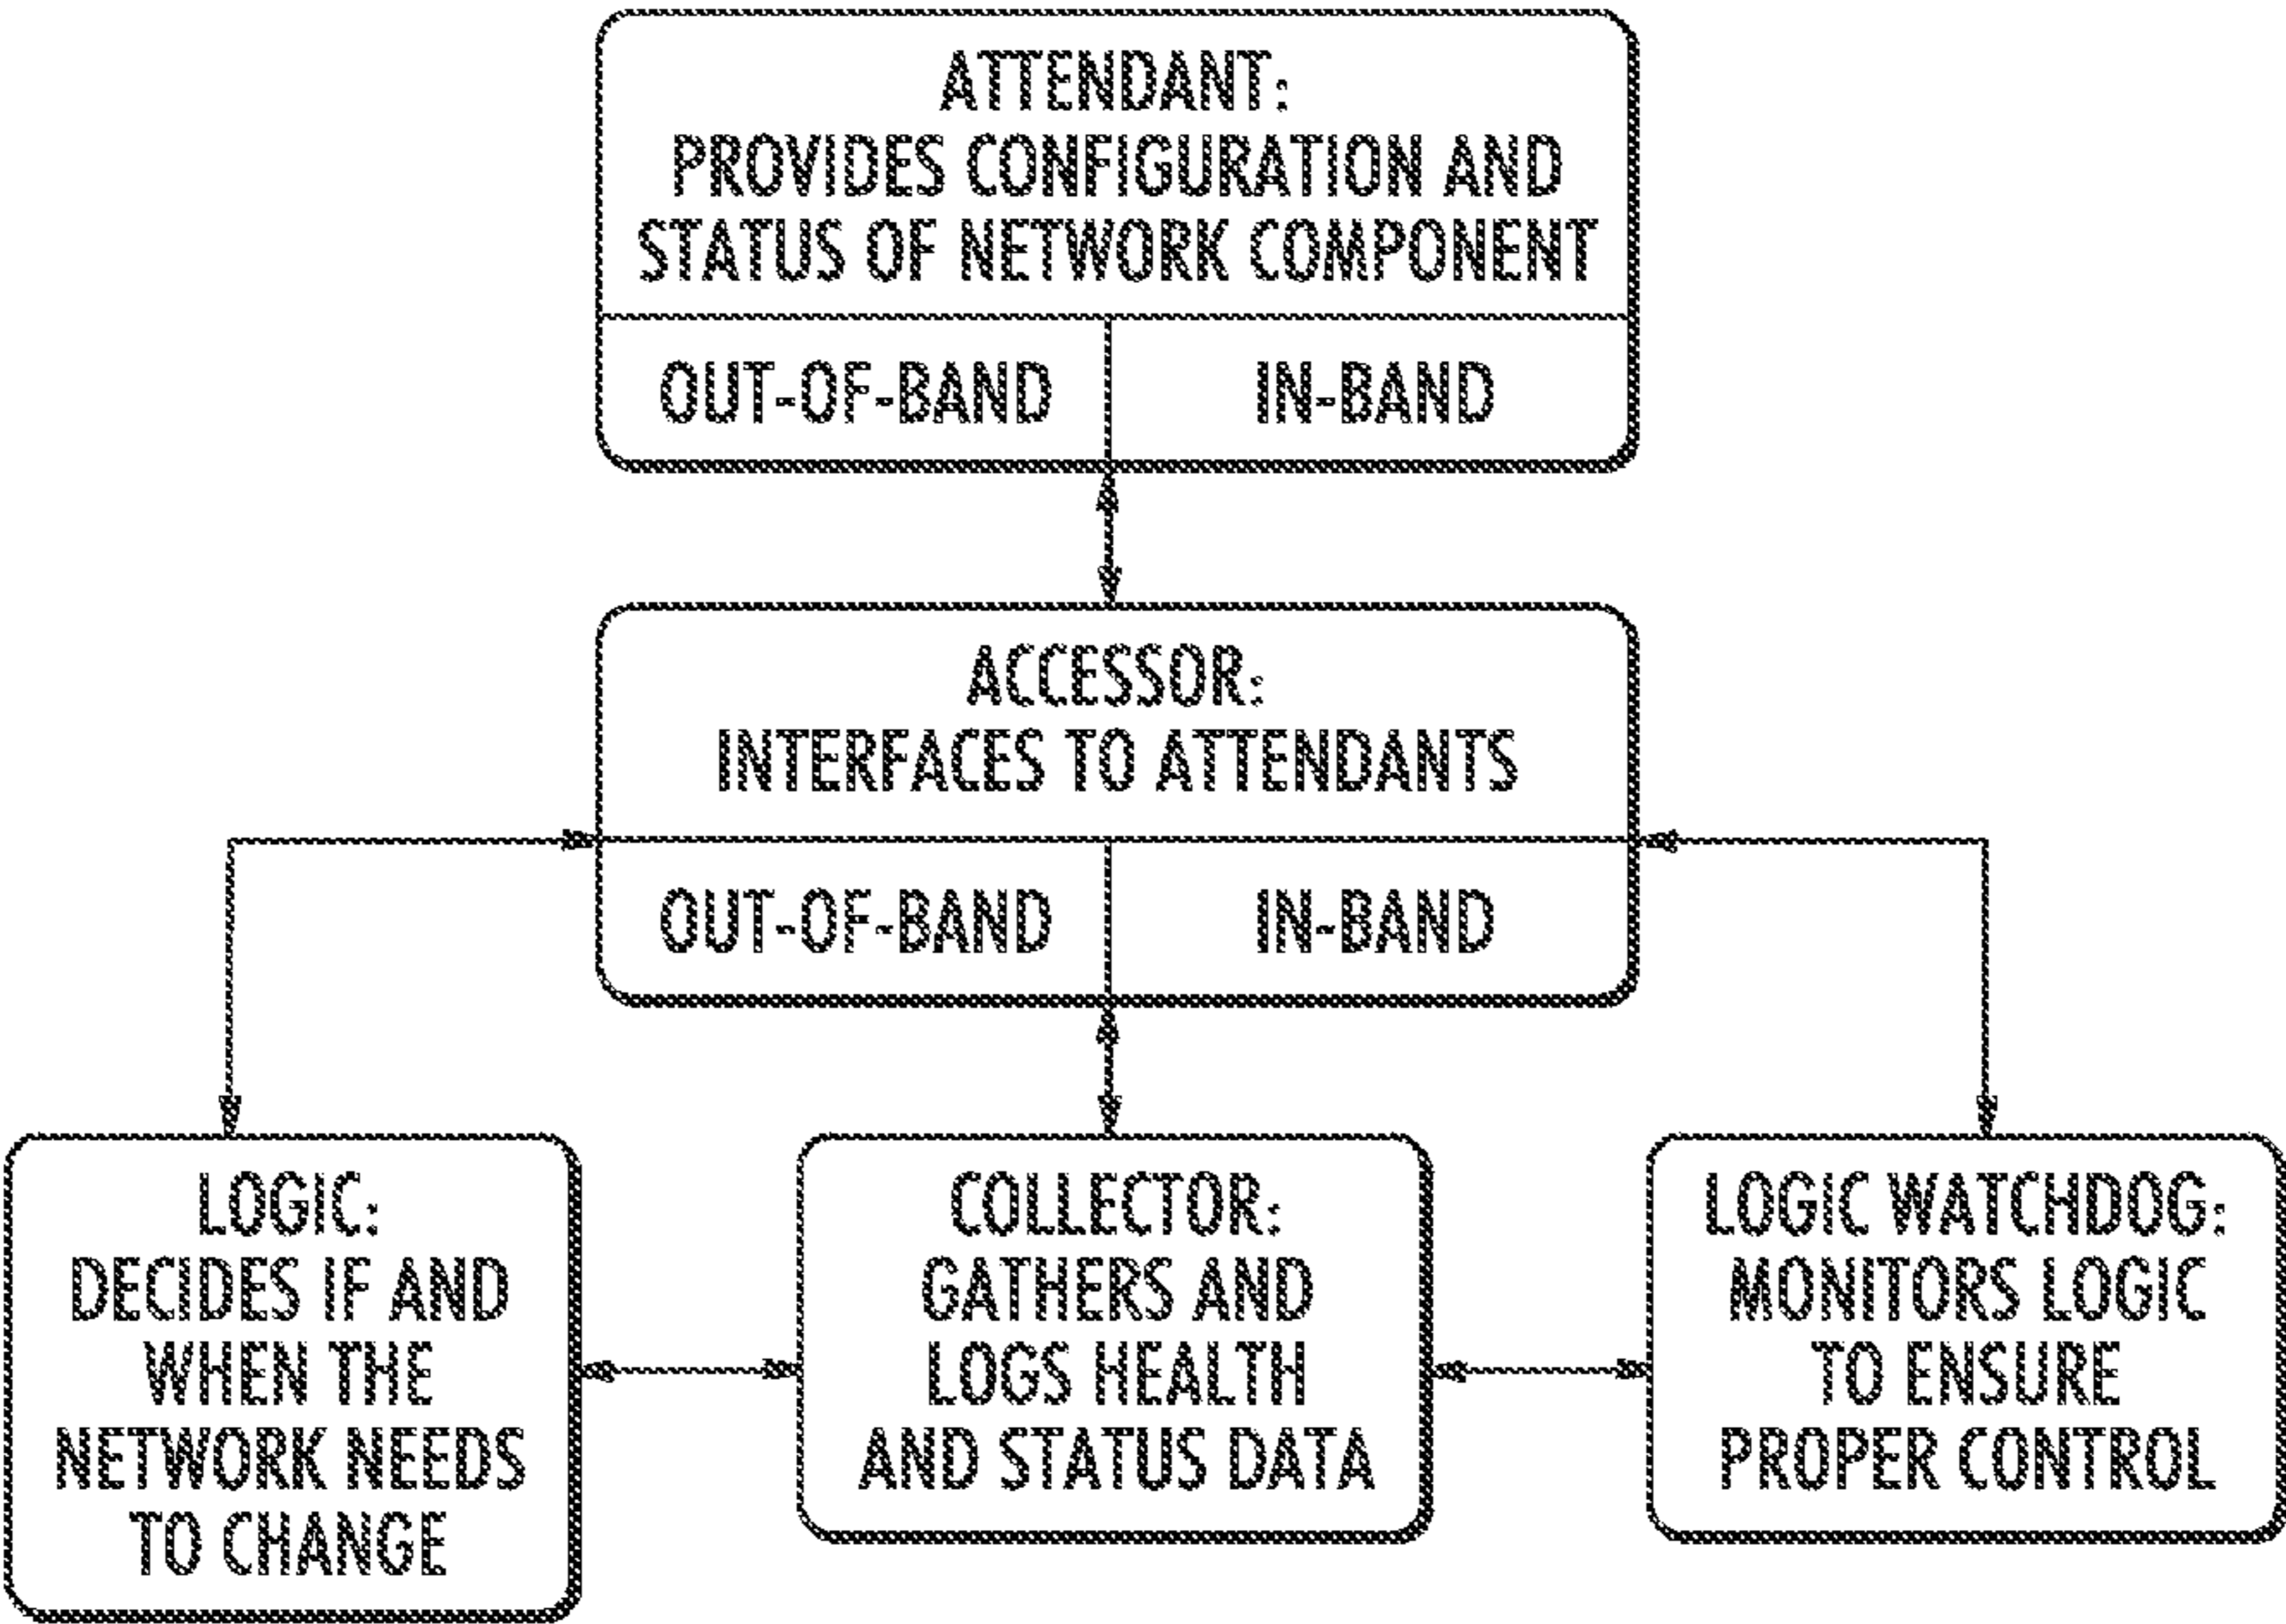 ATTENDANT:
PROVIDES CONFIGURATION AND
STATUS OF NETWORK COMPONENT
OUT-OF-BAND
IN-BAND
ACCESSOR:
INTERFACES TO ATTENDANTS
OUT-OF-BAND
IN-BAND
LOGIC:
DECIDES IF AND
WHEN THE
NETWORK NEEDS
TO CHANGE
COLLECTOR:
GATHERS AND
LOGS HEALTH
AND STATUS DATA
LOGIC WATCHDOG:
MONITORS LOGIC
TO ENSURE
PROPER CONTROL